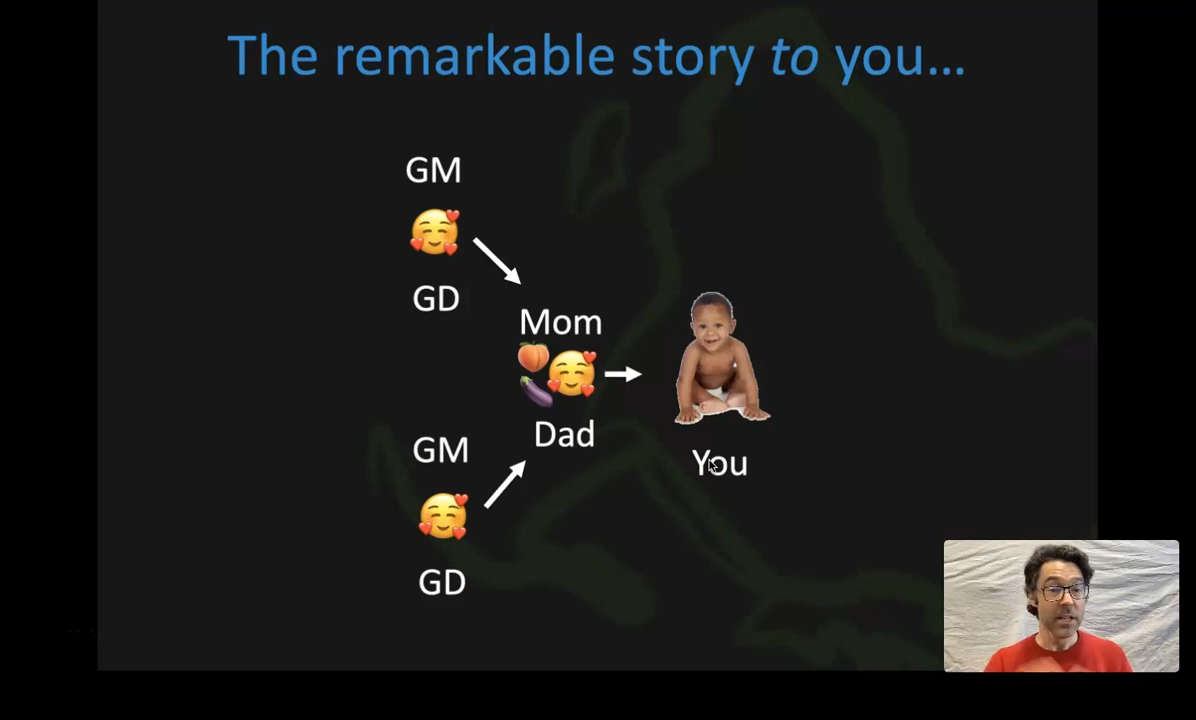 The remarkable story to you…
GM
GD
Mom
Dad
GM
GD
You